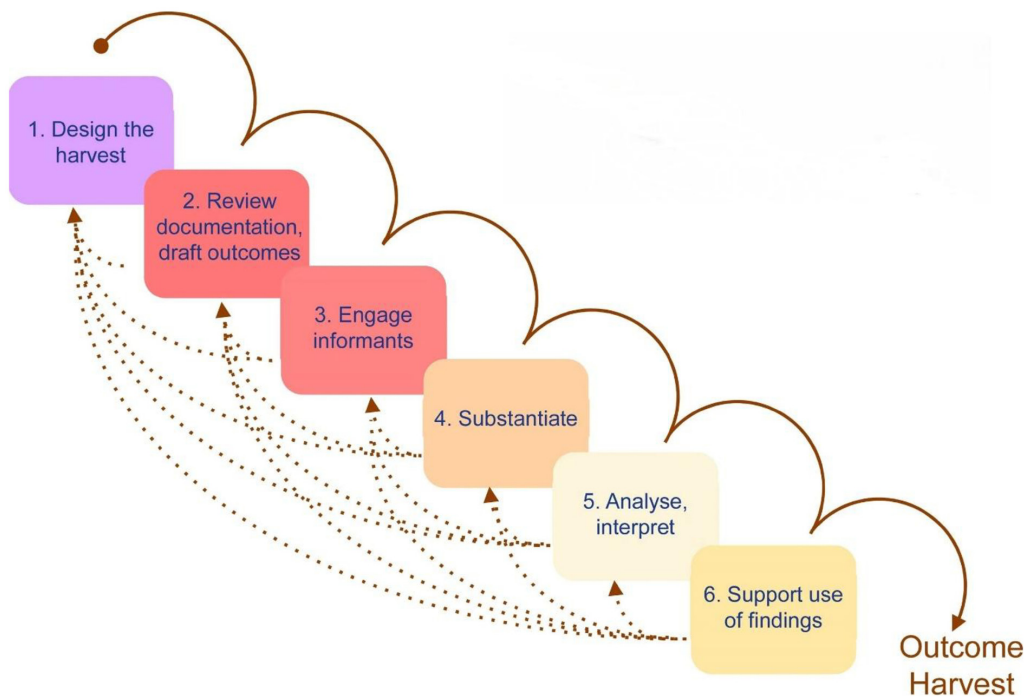 1. Design the
harvest
2. Review
documentation,
draft outcomes
3. Engage
informants
4. Substantiate
5. Analyse,
interpret
6. Support use
of findings
Outcome
Harvest